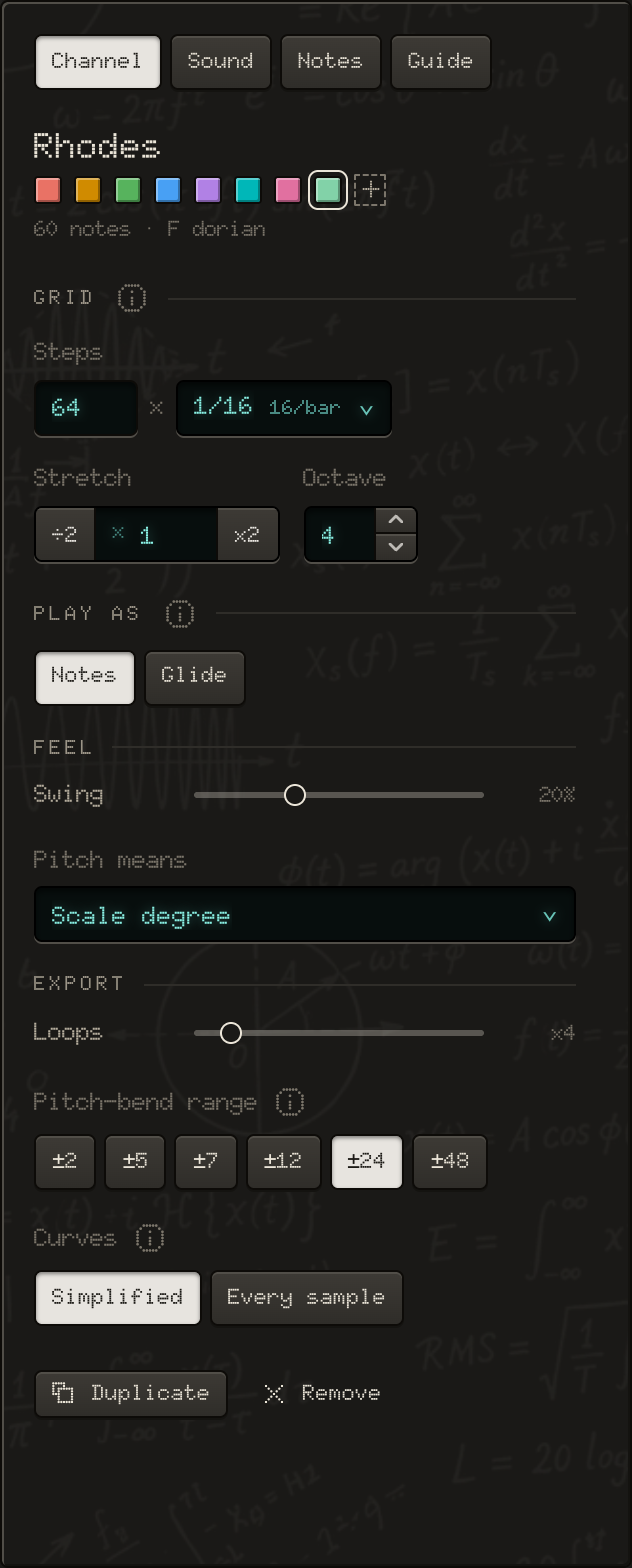 Channel Sound Notes Guide
Rhodes
60 notes · F dorian
GRID
Steps
64 × 1/16 16/bar
Stretch Octave
÷2 × 1 x2 4
PLAY AS
Notes Glide
FEEL
Swing 20%
Pitch means
Scale degree
EXPORT
Loops x4
Pitch-bend range
±2 ±5 ±7 ±12 ±24 ±48
Curves
Simplified Every sample
Duplicate Remove